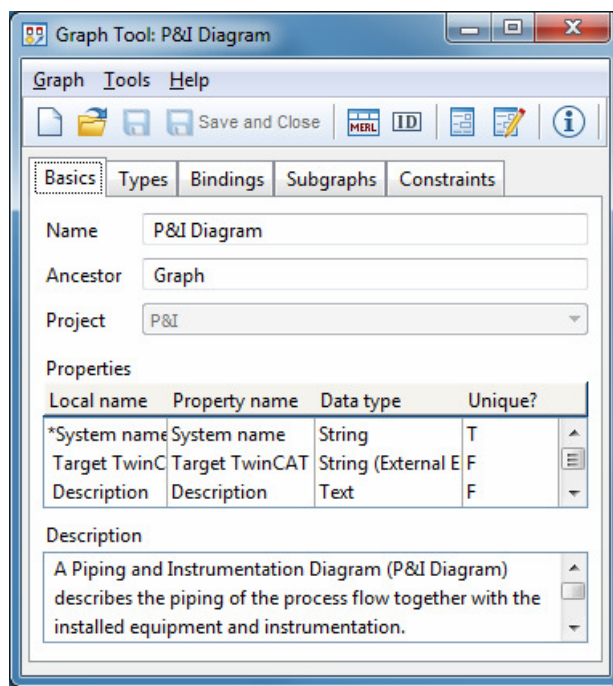 Graph Tool: P&I Diagram
Graph Tools Help
Save and Close MERL ID
Basics Types Bindings Subgraphs Constraints
Name P&I Diagram
Ancestor Graph
Project P&I
Properties
Local name Property name Data type Unique?
*System name System name String T
Target TwinC Target TwinCAT String (External E F
Description Description Text F
Description
A Piping and Instrumentation Diagram (P&I Diagram)
describes the piping of the process flow together with the
installed equipment and instrumentation.